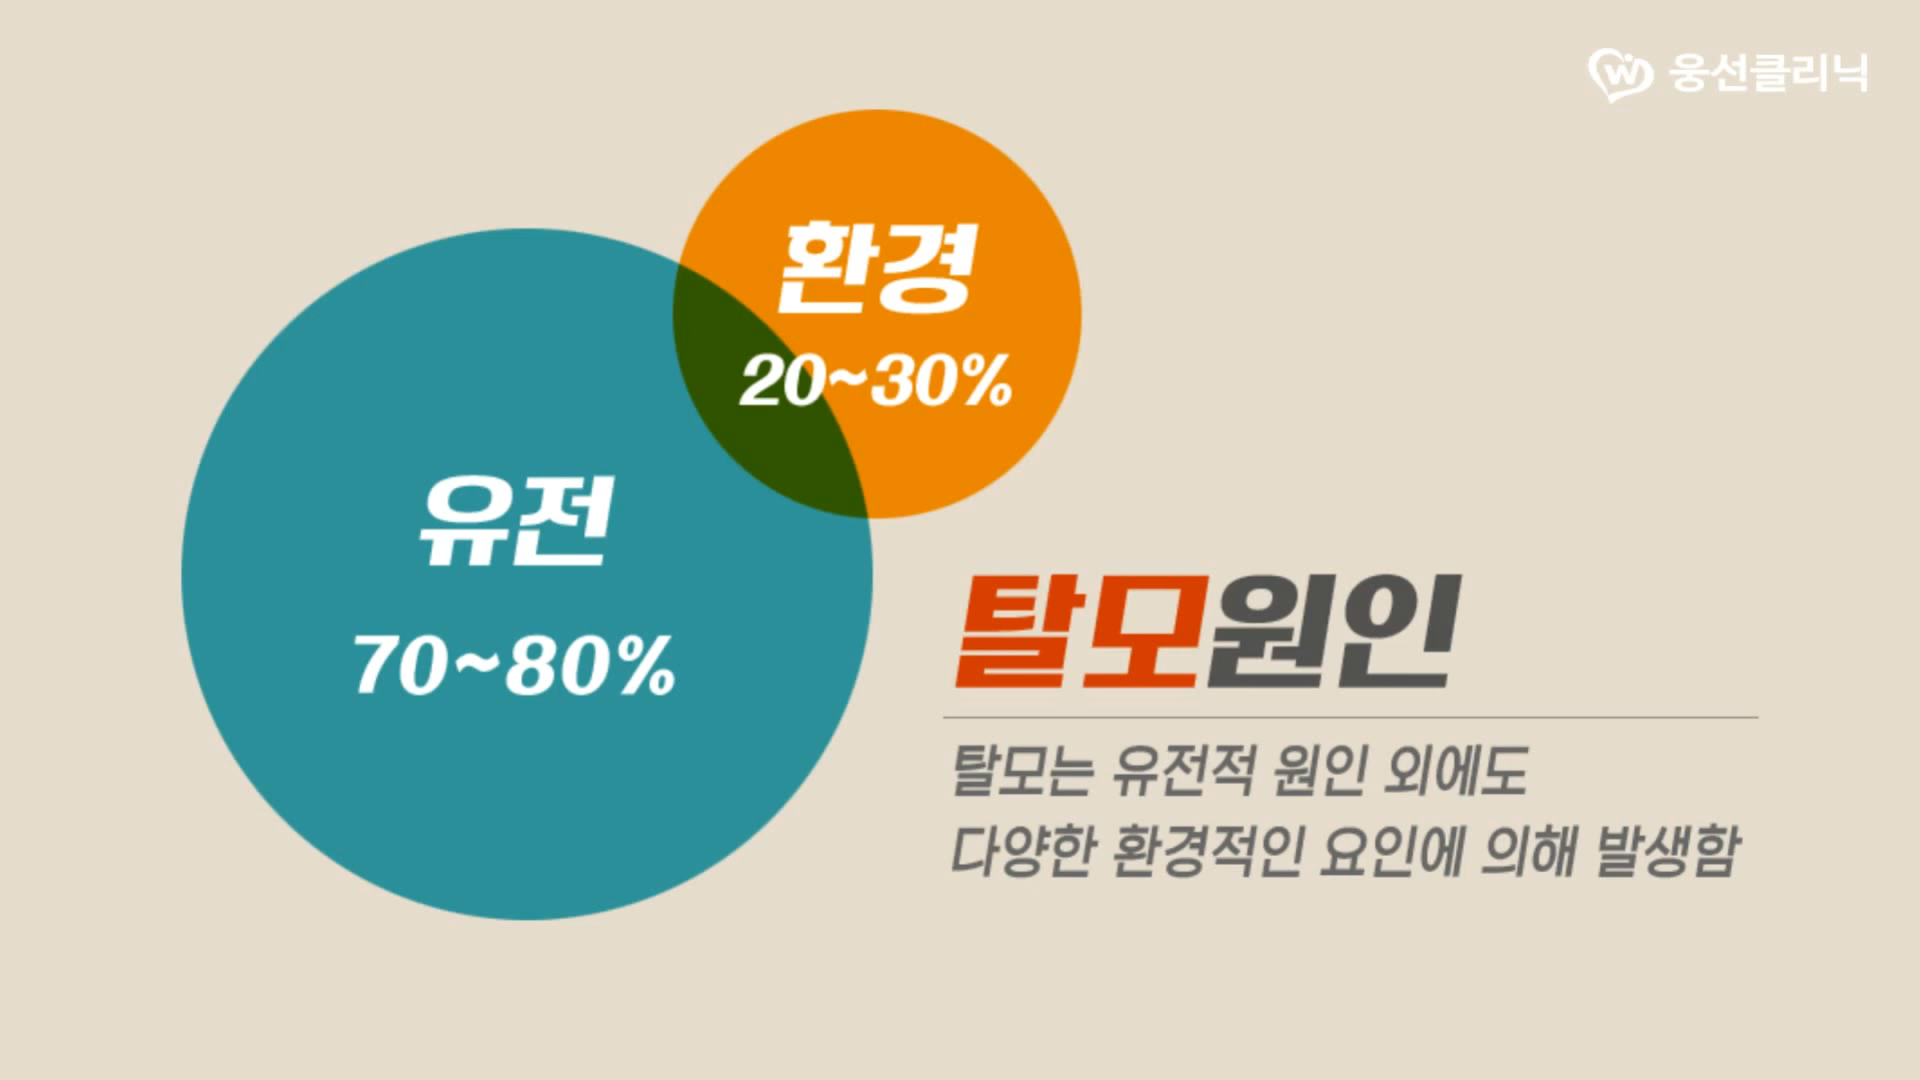 웅선클리닉
환경
20~30%
유전
70~80%
탈모원인
탈모는 유전적 원인 외에도
다양한 환경적인 요인에 의해 발생함